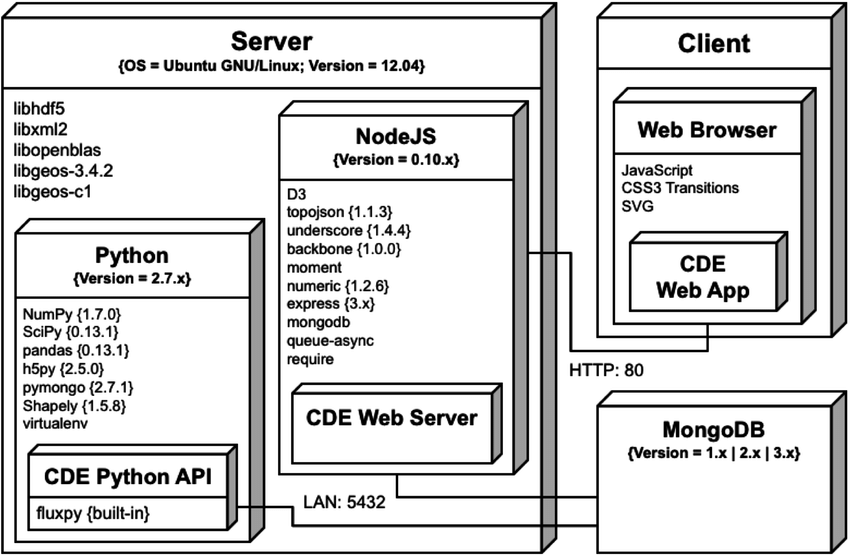 Server
{OS = Ubuntu GNU/Linux; Version = 12.04}
libhdf5
libxml2
libopenblas
libgeos-3.4.2
libgeos-c1
Python
{Version = 2.7.x}
NumPy {1.7.0}
SciPy {0.13.1}
pandas {0.13.1}
h5py {2.5.0}
pymongo {2.7.1}
Shapely {1.5.8}
virtualenv
CDE Python API
fluxpy {built-in}
NodeJS
{Version = 0.10.x}
D3
topojson {1.1.3}
underscore {1.4.4}
backbone {1.0.0}
moment
numeric {1.2.6}
express {3.x}
mongodb
queue-async
require
CDE Web Server
LAN: 5432
Client
Web Browser
JavaScript
CSS3 Transitions
SVG
CDE
Web App
HTTP: 80
MongoDB
{Version = 1.x | 2.x | 3.x}